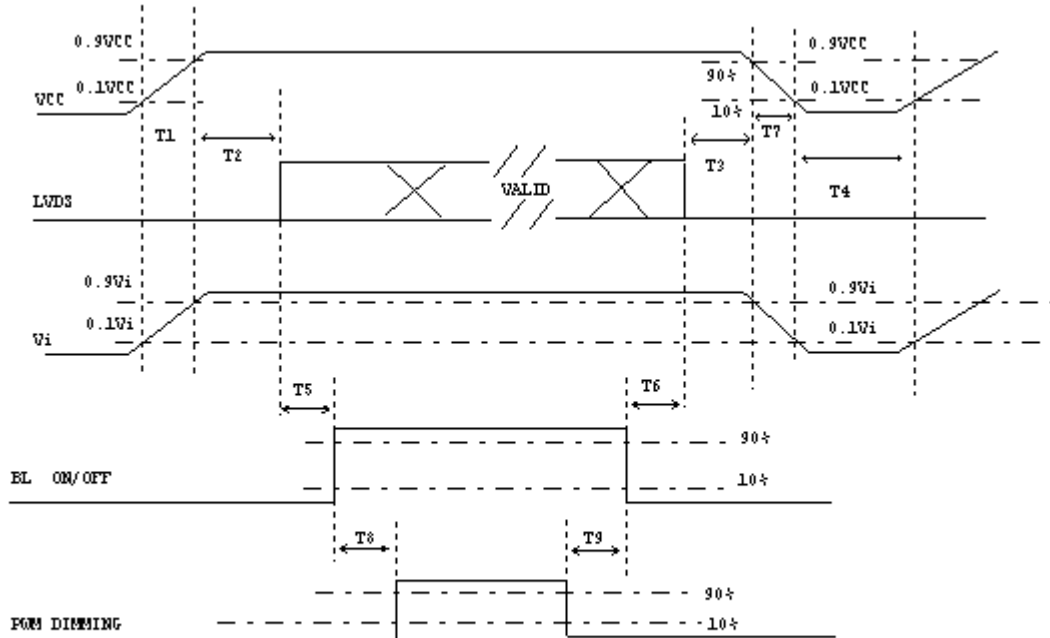 0.9VCC 0.9VCC
90%
0.1VCC 0.1VCC
VCC
10%
T1 T2 T3 T7 T4
VALID
LVDS
0.9Vi 0.9Vi
0.1Vi 0.1Vi
Vi
T5 T6
90%
BL ON/OFF 10%
T8 T9
90%
PWM DIMMING 10%